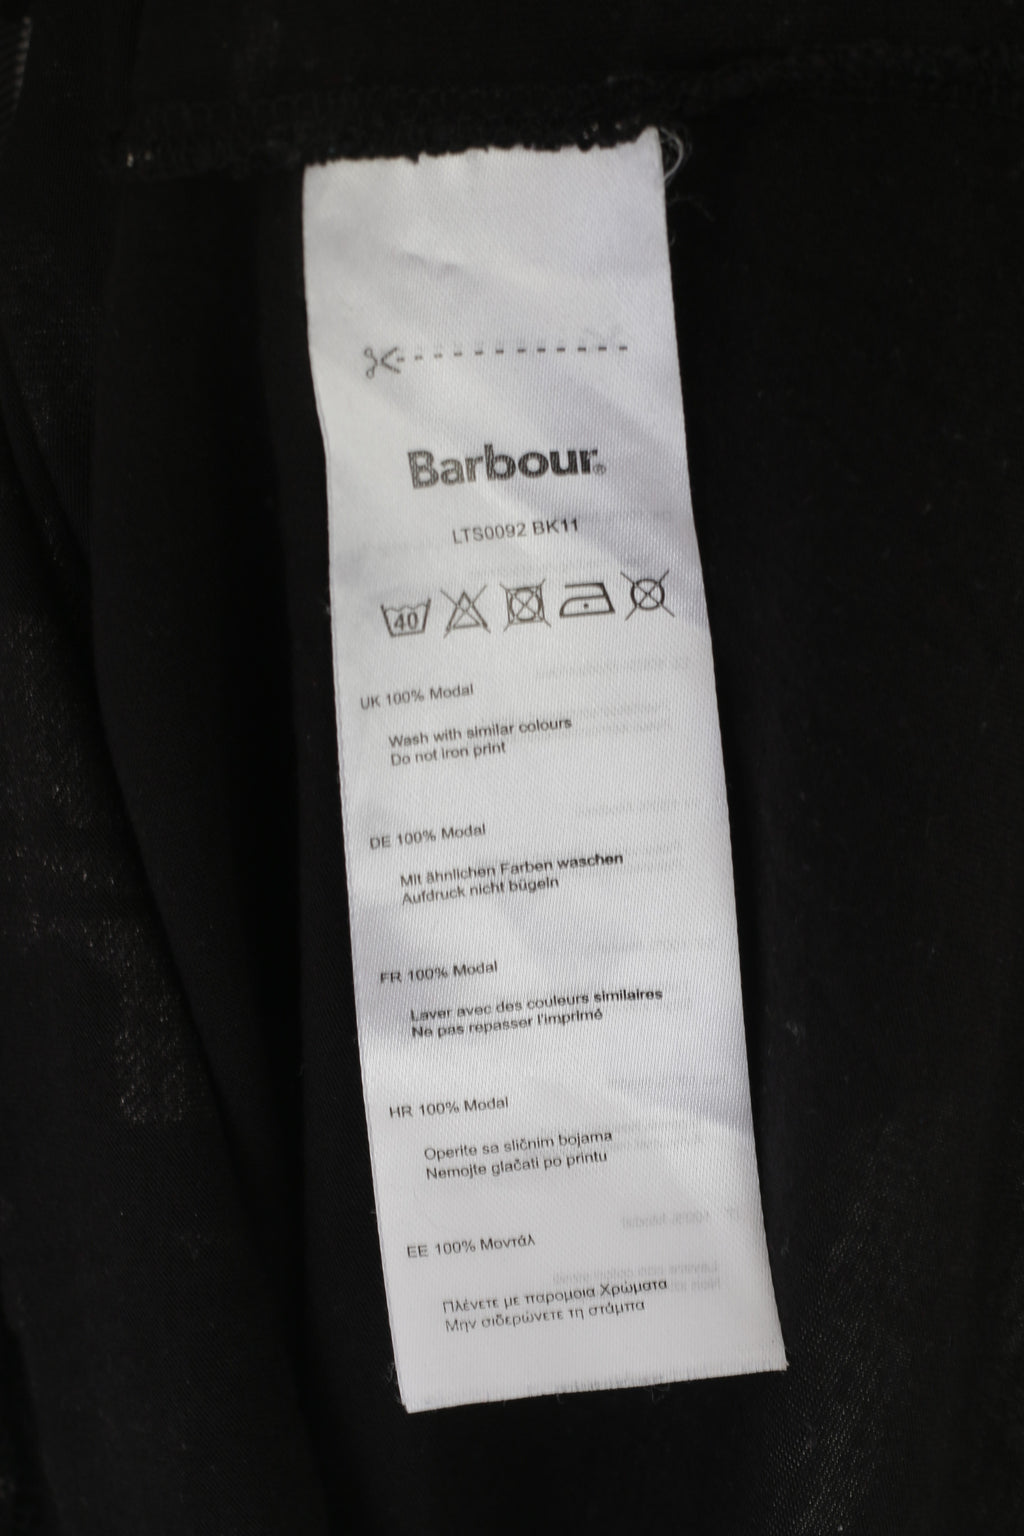 Barbour®
LTS0092 BK11
40
UK 100% Modal
Wash with similar colours
Do not iron print
DE 100% Modal
Mit ähnlichen Farben waschen
Aufdruck nicht bügeln
FR 100% Modal
Laver avec des couleurs similaires
Ne pas repasser l'imprimé
HR 100% Modal
Operite sa sličnim bojama
Nemojte glačati po printu
EE 100% Μοντάλ
Πλένετε με παρομοια Χρώματα
Μην σιδερώνετε τη στάμπα